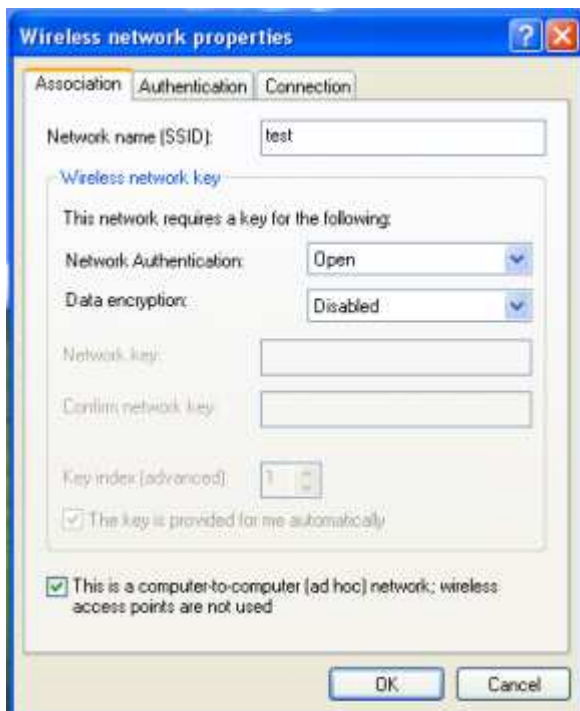 Wireless network properties
Association Authentication Connection
Network name (SSID): test
Wireless network key
This network requires a key for the following:
Network Authentication: Open
Data encryption: Disabled
Network key:
Confirm network key:
Key index (advanced): 1
The key is provided for me automatically
This is a computer-to-computer (ad hoc) network; wireless
access points are not used
OK Cancel